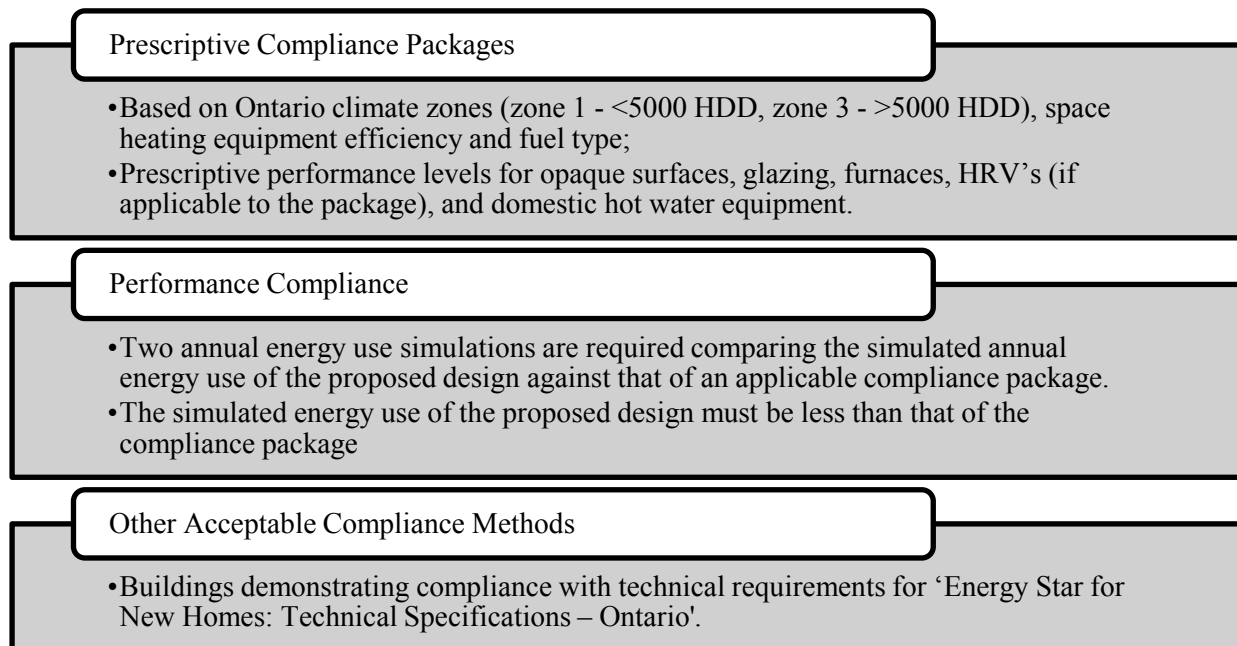 Prescriptive Compliance Packages
•Based on Ontario climate zones (zone 1 - <5000 HDD, zone 3 - >5000 HDD), space
heating equipment efficiency and fuel type;
•Prescriptive performance levels for opaque surfaces, glazing, furnaces, HRV’s (if
applicable to the package), and domestic hot water equipment.
Performance Compliance
•Two annual energy use simulations are required comparing the simulated annual
energy use of the proposed design against that of an applicable compliance package.
•The simulated energy use of the proposed design must be less than that of the
compliance package
Other Acceptable Compliance Methods
•Buildings demonstrating compliance with technical requirements for ‘Energy Star for
New Homes: Technical Specifications – Ontario'.